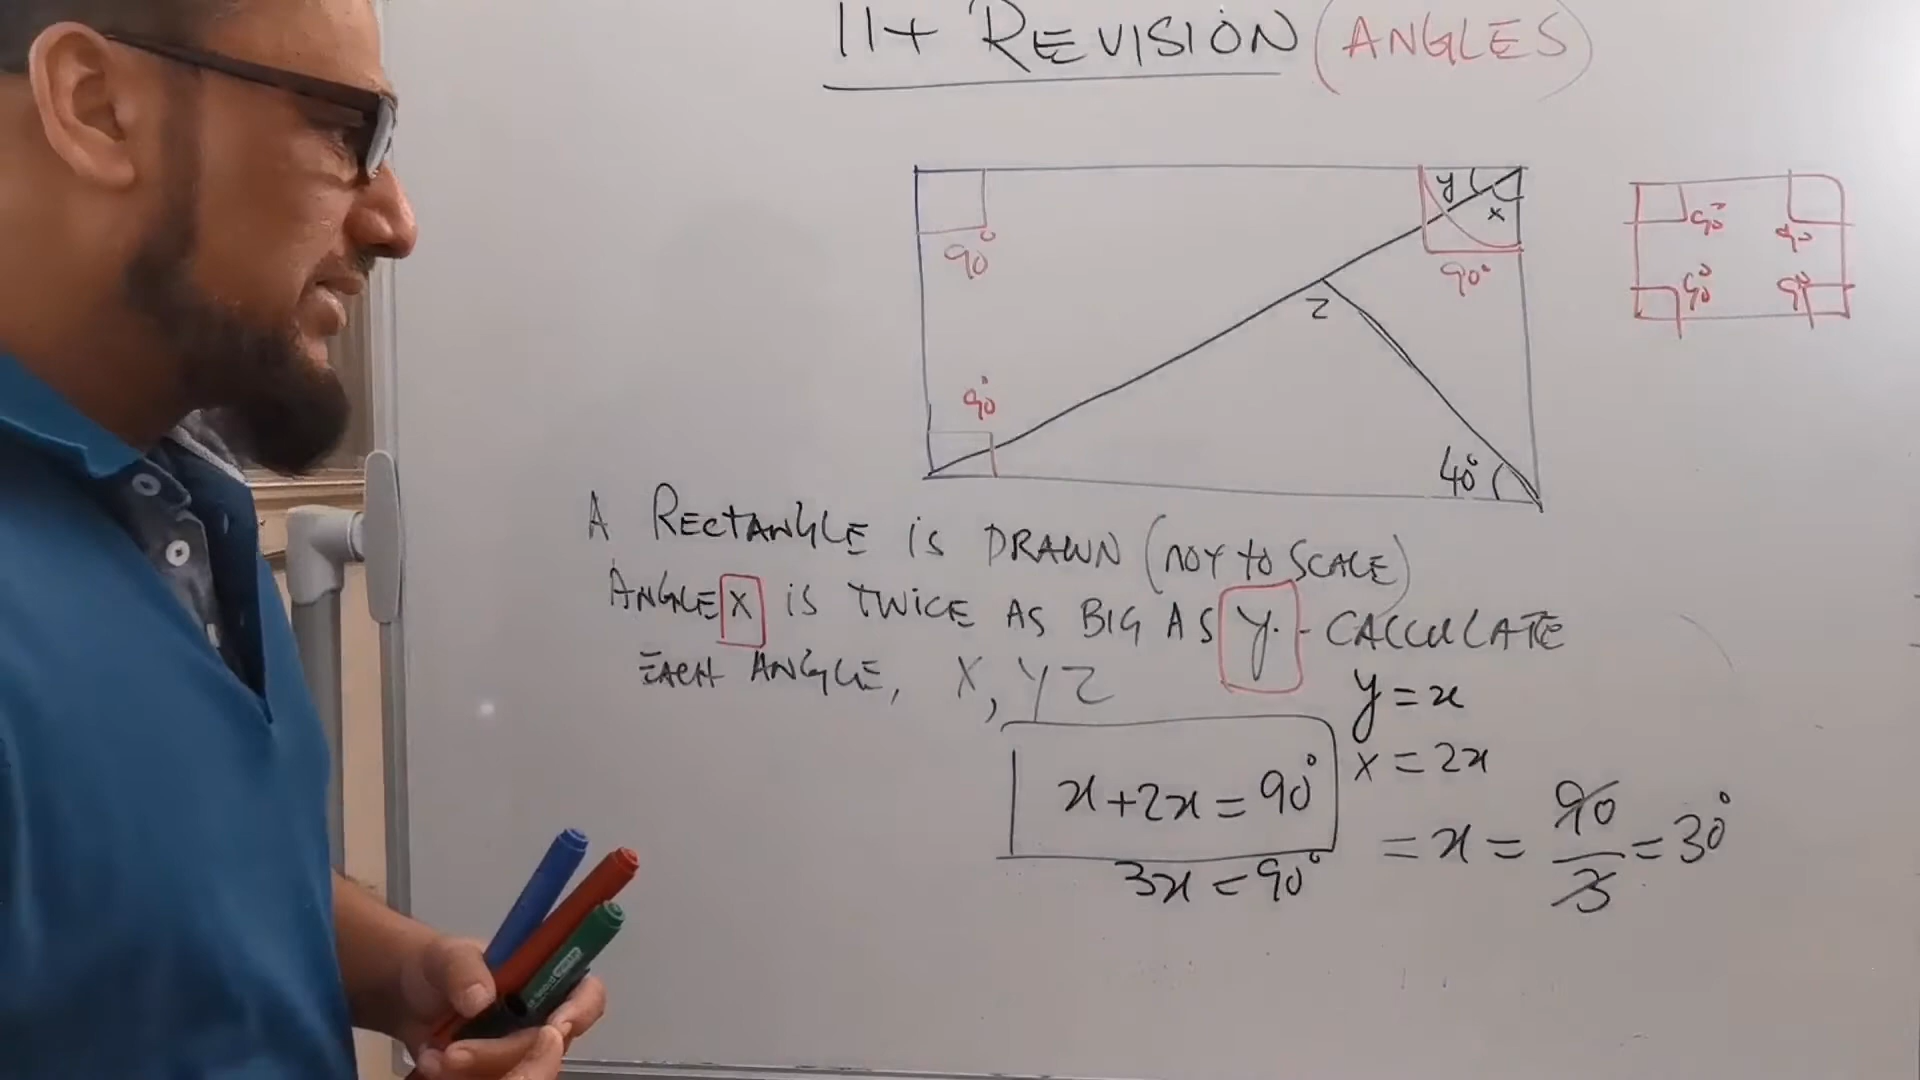 11+ REVISION (ANGLES)
y
x
90°
90°
z
90°
40°
90°
90
90°
90
A RECTANGLE IS DRAWN (NOT TO SCALE)
ANGLE X IS TWICE AS BIG AS Y. - CALCULATE
EACH ANGLE, X, Y Z
y = x
x = 2x
x + 2x = 90°
3x = 90°
= x = 90/3 = 30°